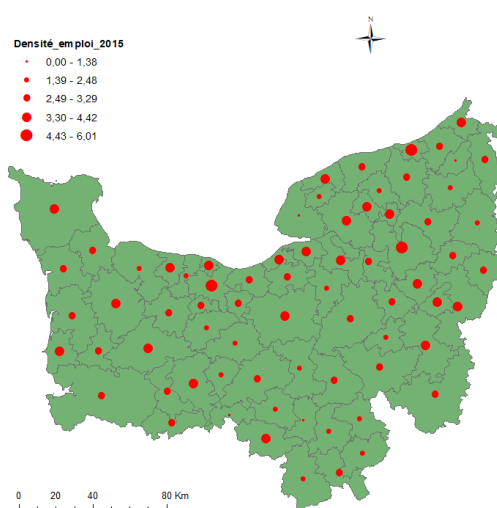 N
Densité_emploi_2015
0,00 - 1,38
1,39 - 2,48
2,49 - 3,29
3,30 - 4,42
4,43 - 6,01
0 20 40 80 Km